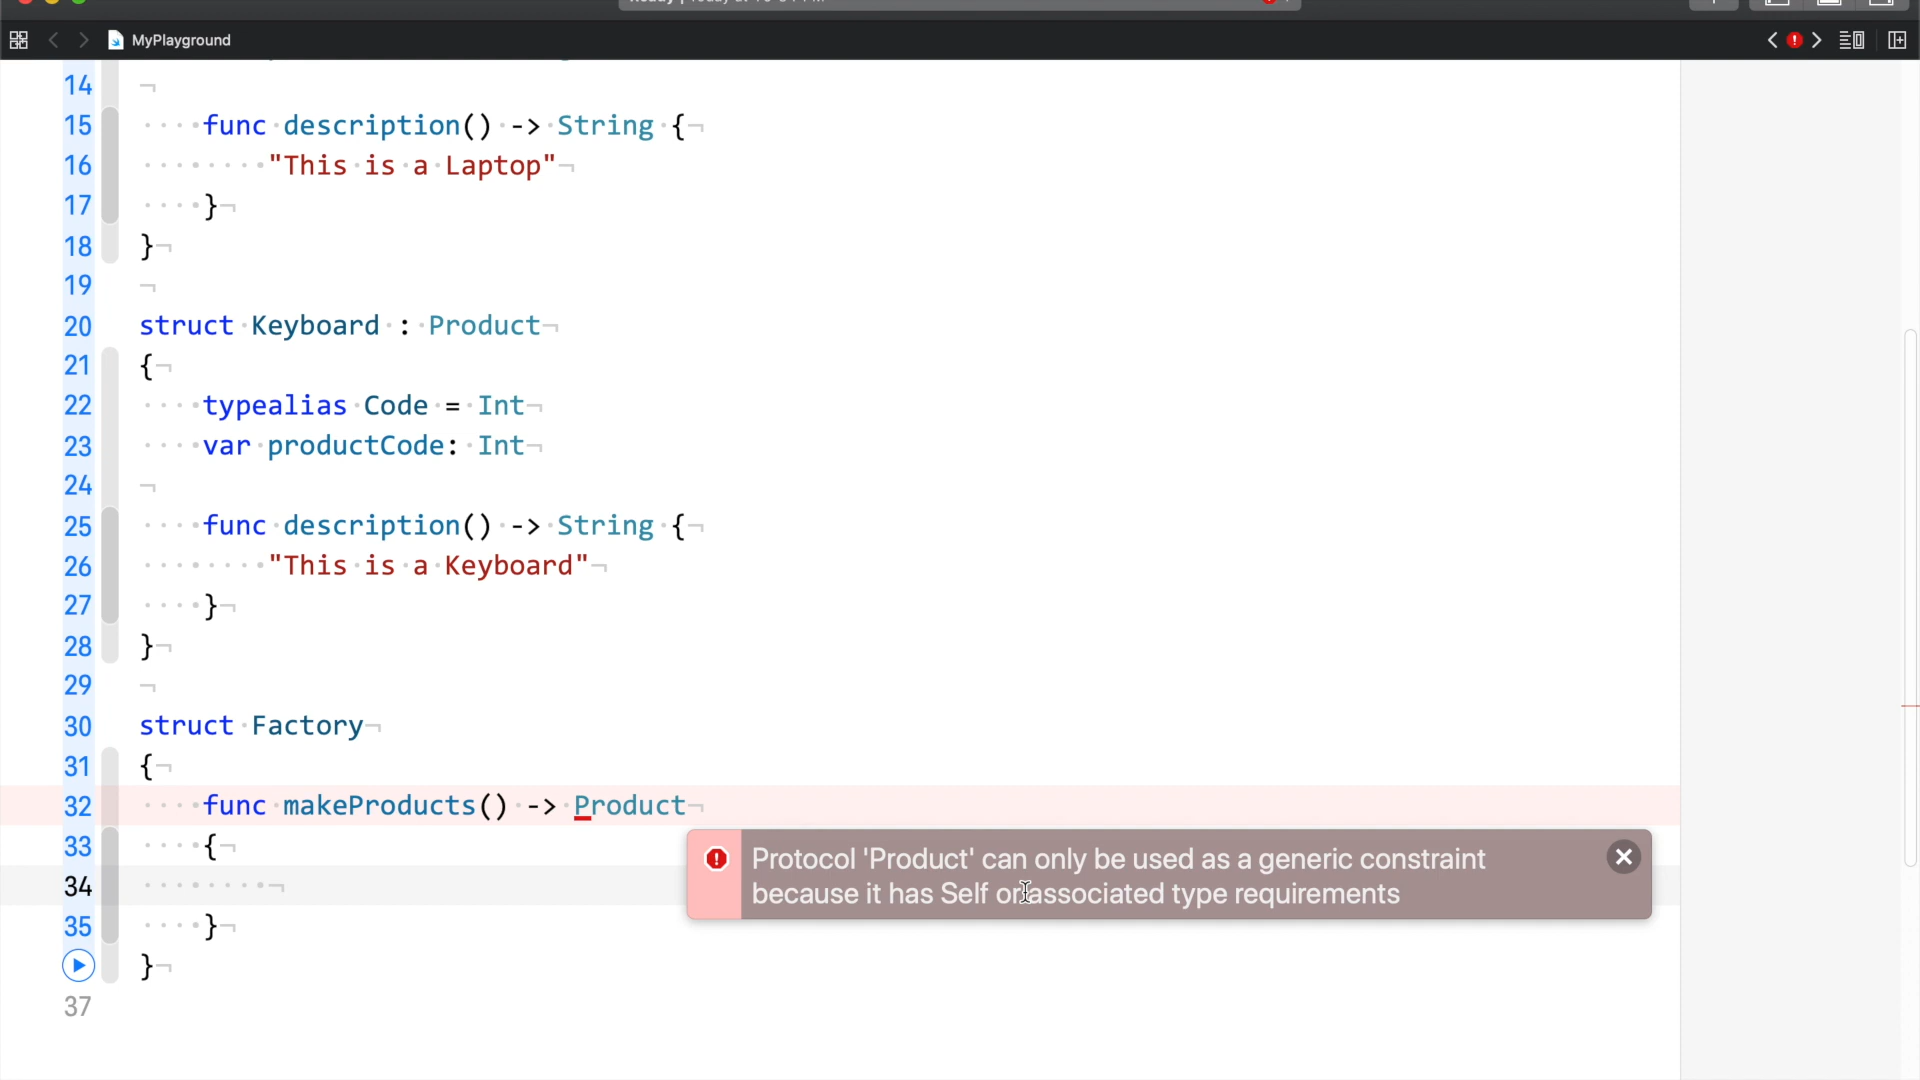 MyPlayground
14
15 func description() -> String {
16 "This is a Laptop"
17 }
18 }
19
20 struct Keyboard : Product
21 {
22 typealias Code = Int
23 var productCode: Int
24
25 func description() -> String {
26 "This is a Keyboard"
27 }
28 }
29
30 struct Factory
31 {
32 func makeProducts() -> Product
33 {
Protocol 'Product' can only be used as a generic constraint
because it has Self or associated type requirements
34
35 }
}
37